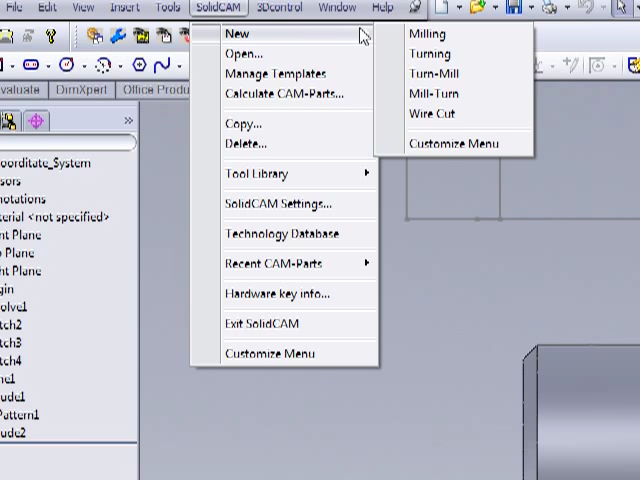 File Edit View Insert Tools SolidCAM 3Dcontrol Window Help
New
Open...
Manage Templates
Calculate CAM-Parts...
Copy...
Delete...
Tool Library
SolidCAM Settings...
Technology Database
Recent CAM-Parts
Hardware key info...
Exit SolidCAM
Customize Menu
Milling
Turning
Turn-Mill
Mill-Turn
Wire Cut
Customize Menu
valuate DimXpert Office Produ
oorditate_System
sors
notations
terial <not specified>
nt Plane
Plane
ht Plane
gin
olve1
tch2
tch3
tch4
ne1
ude1
Pattern1
ude2